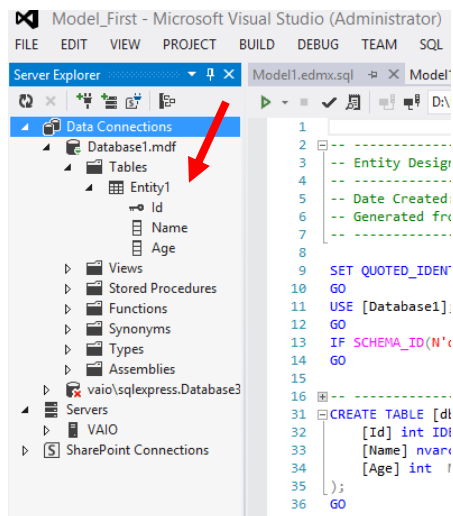 Model_First - Microsoft Visual Studio (Administrator)
FILE EDIT VIEW PROJECT BUILD DEBUG TEAM SQL
Server Explorer
Data Connections
Database1.mdf
Tables
Entity1
Id
Name
Age
Views
Stored Procedures
Functions
Synonyms
Types
Assemblies
vaio\sqlexpress.Database3
Servers
VAIO
SharePoint Connections
Model1.edmx.sql Model1
D:\
1
2 -- --------------
3 -- Entity Desig
4 -- --------------
5 -- Date Created:
6 -- Generated fro
7 -- --------------
8
9 SET QUOTED_IDENT
10 GO
11 USE [Database1];
12 GO
13 IF SCHEMA_ID(N'd
14 GO
15
16 -- --------------
31 CREATE TABLE [db
32 [Id] int IDE
33 [Name] nvarc
34 [Age] int N
35 );
36 GO